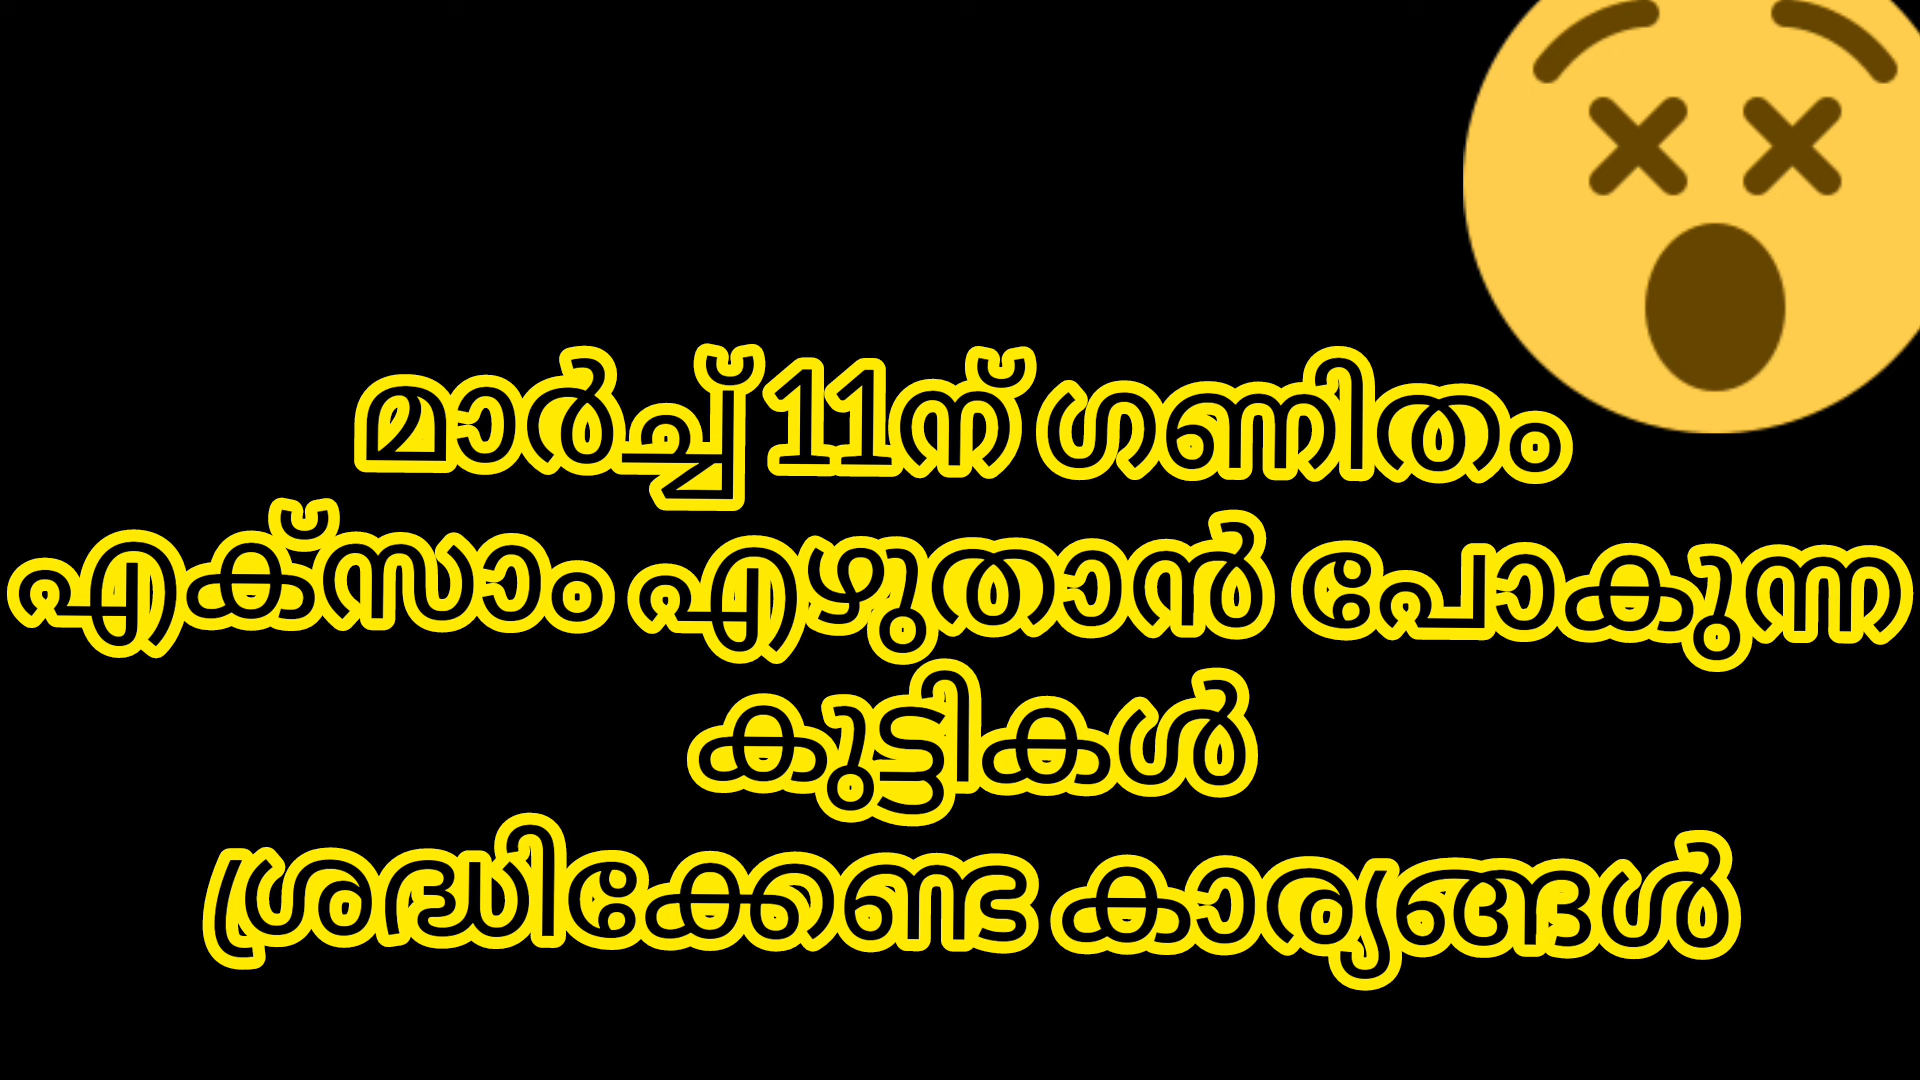 മാർച്ച് 11ന് ഗണിതം
എക്സാം എഴുതാൻ പോകുന്ന
കുട്ടികൾ
ശ്രദ്ധിക്കേണ്ട കാര്യങ്ങൾ